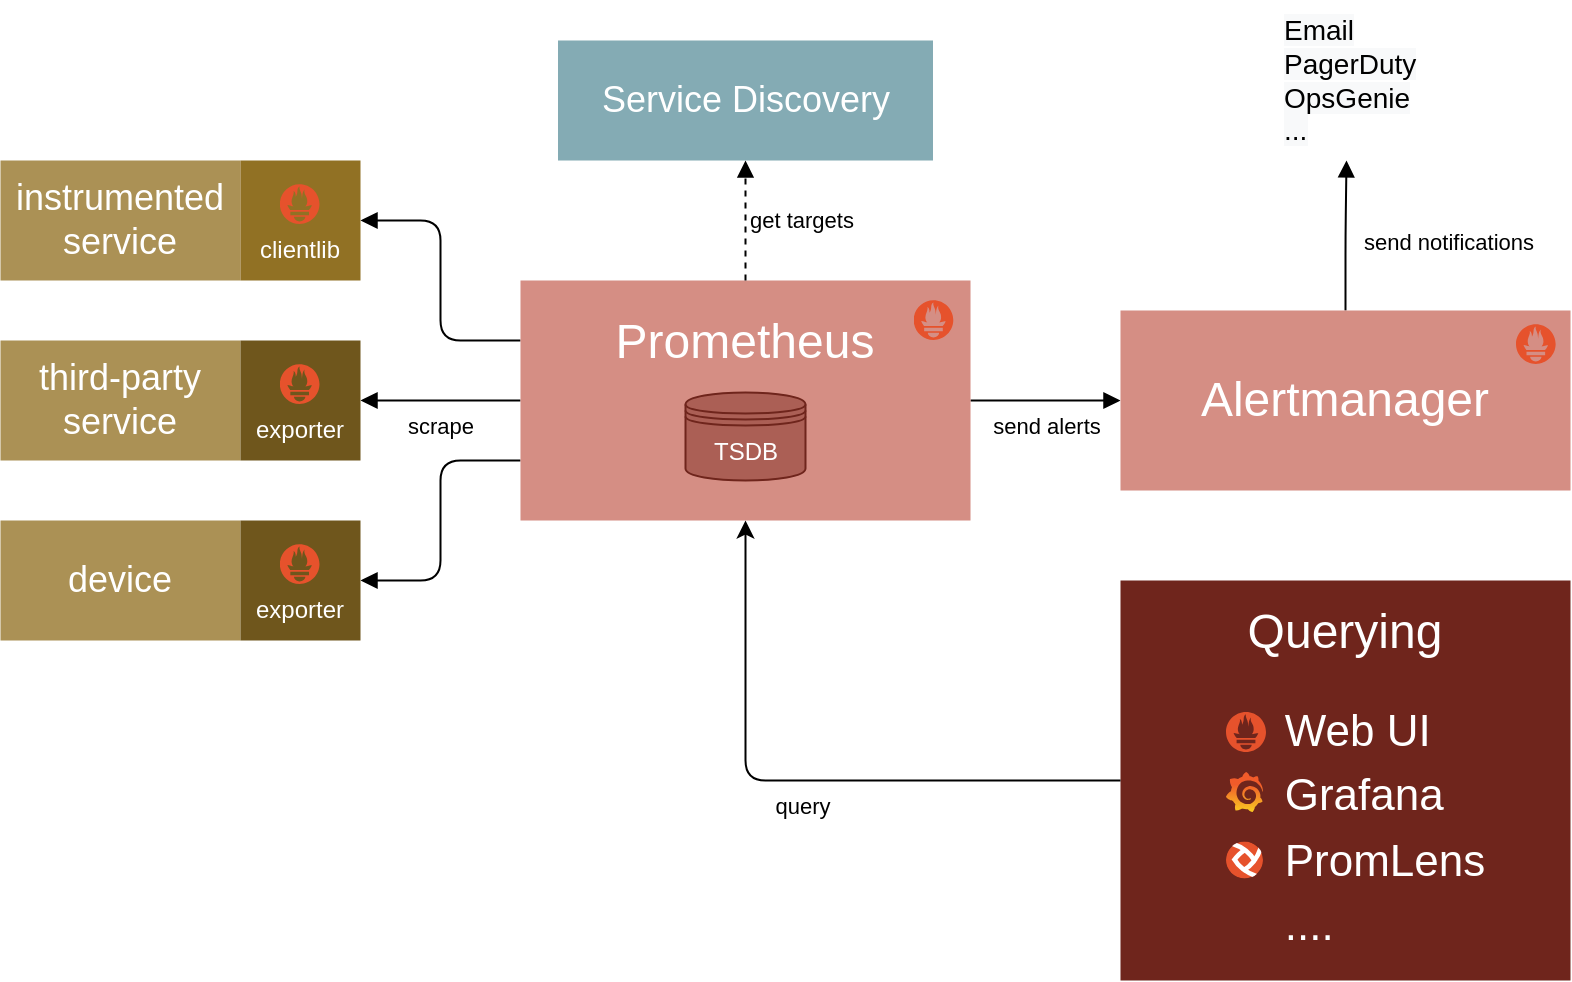 Email
PagerDuty
OpsGenie
...
Service Discovery
get targets
send notifications
instrumented
service
clientlib
third-party
service
exporter
scrape
device
exporter
Prometheus
TSDB
send alerts
Alertmanager
query
Querying
Web UI
Grafana
PromLens
....